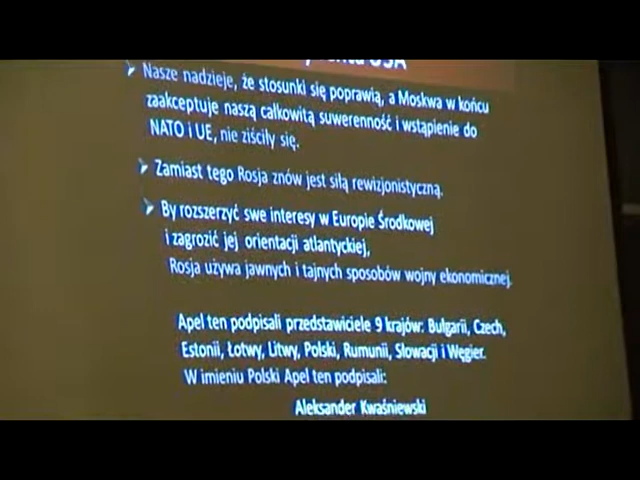 USA
Nasze nadzieje, że stosunki się poprawią, a Moskwa w końcu
zaakceptuje naszą całkowitą suwerenność i wstąpienie do
NATO i UE, nie ziściły się.
Zamiast tego Rosja znów jest siłą rewizjonistyczną.
By rozszerzyć swe interesy w Europie Środkowej
i zagrozić jej orientacji atlantyckiej,
Rosja używa jawnych i tajnych sposobów wojny ekonomicznej.
Apel ten podpisali przedstawiciele 9 krajów: Bułgarii, Czech,
Estonii, Łotwy, Litwy, Polski, Rumunii, Słowacji i Węgier.
W imieniu Polski Apel ten podpisali:
Aleksander Kwaśniewski